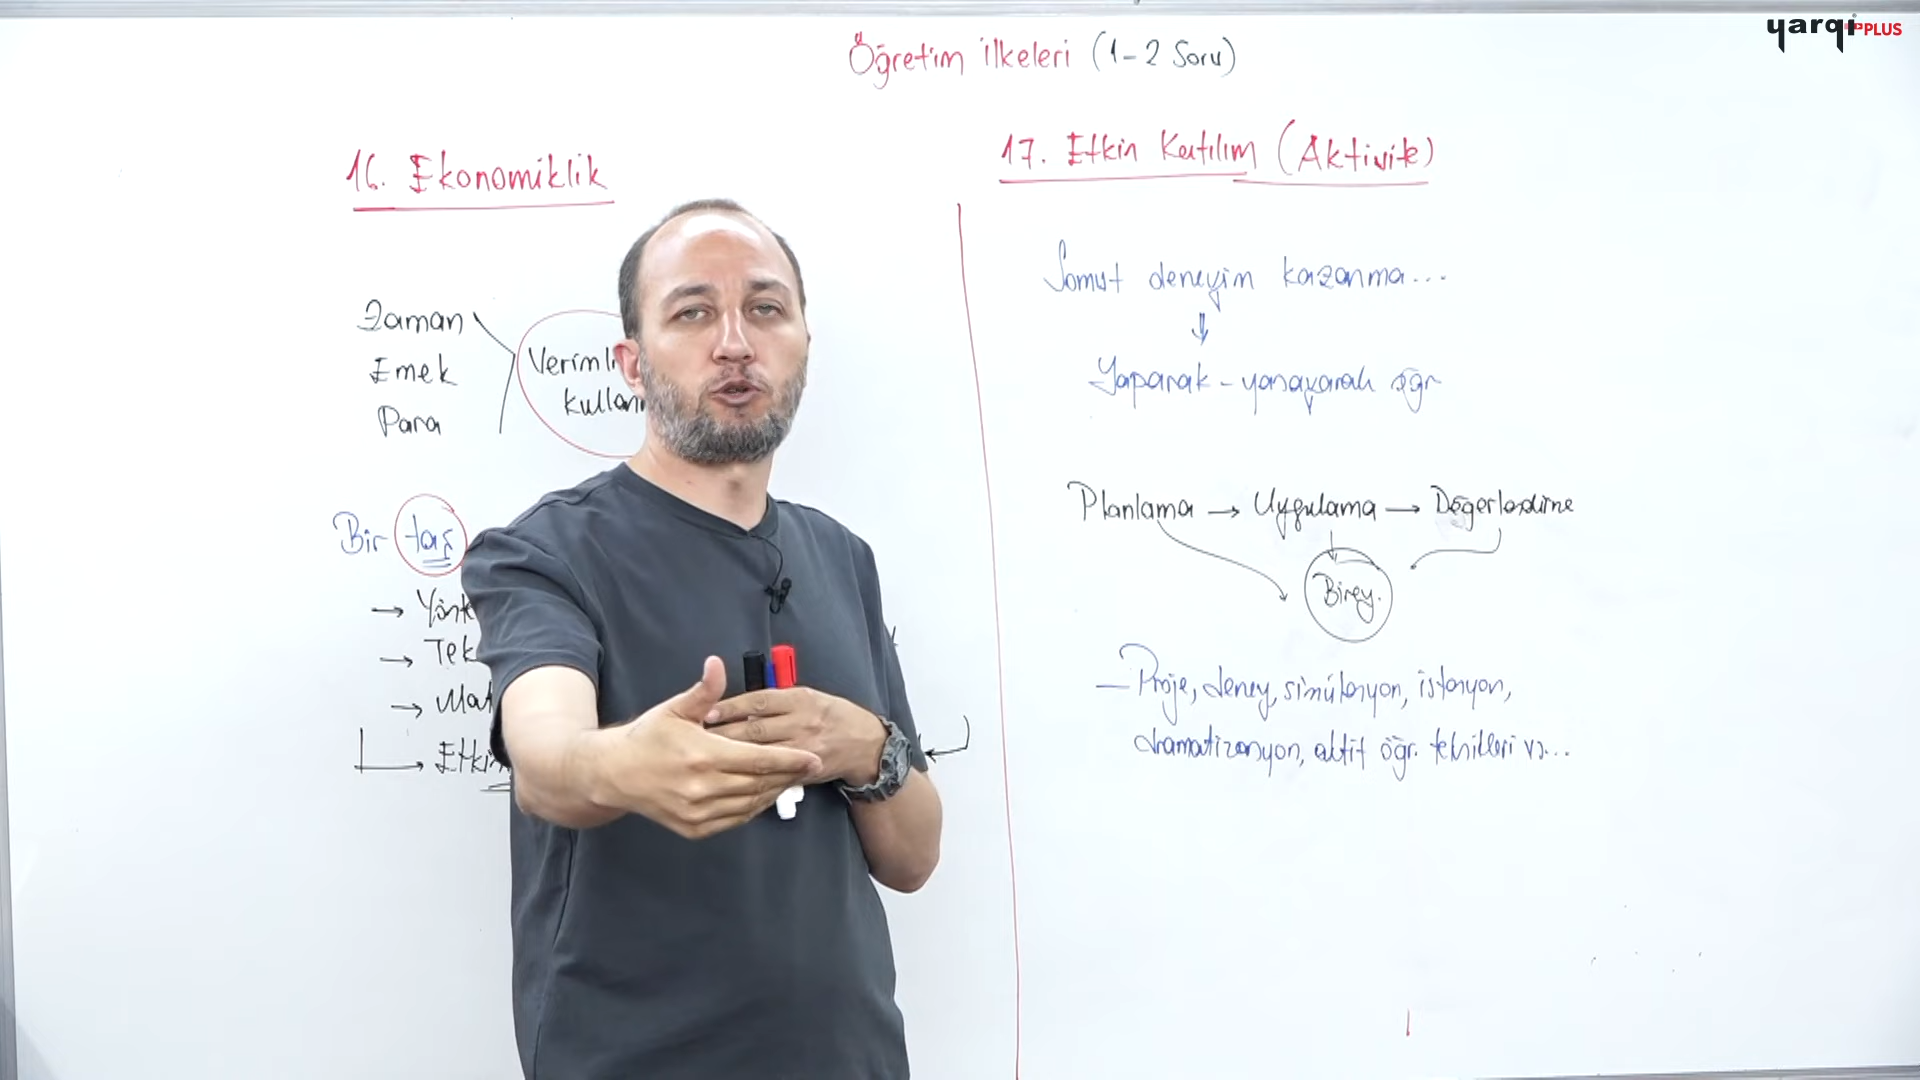 yargı PLUS
Öğretim ilkeleri (1-2 Soru)
16. Ekonomiklik
Zaman
Emek
Para
Verimli
kullanı
Bir taş
→ Yönt
→ Tek
→ Mat
→ Etkin
17. Etkin Katılım (Aktivite)
Somut deneyim kazanma...
Yaparak - yaşayarak öğr
Planlama → Uygulama → Değerlendirme
Birey.
— Proje, deney, simülasyon, istasyon,
dramatizasyon, aktif öğr. teknikleri vs...